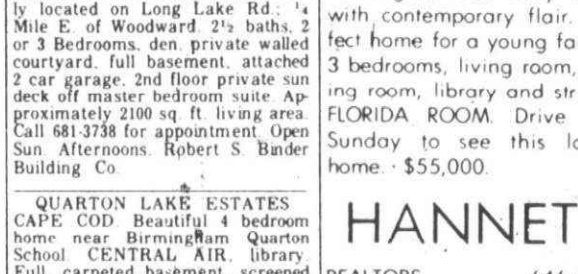 ly located on Long Lake Rd.; ¼
Mile E. of Woodward. 2½ baths, 2
or 3 Bedrooms, den, private walled
courtyard, full basement, attached
2 car garage, 2nd floor private sun
deck off master bedroom suite. Ap-
proximately 2100 sq. ft. living area.
Call 681-3738 for appointment. Open
Sun. Afternoons. Robert S. Binder
Building Co.
QUARTON LAKE ESTATES
CAPE COD. Beautiful 4 bedroom
home near Birmingham Quarton
School. CENTRAL AIR, library.
Full carpeted basement, screened
with contemporary flair.
fect home for a young fa
3 bedrooms, living room,
ing room, library and str
FLORIDA ROOM. Drive
Sunday to see this lo
home. $55,000.
HANNET
REALTORS